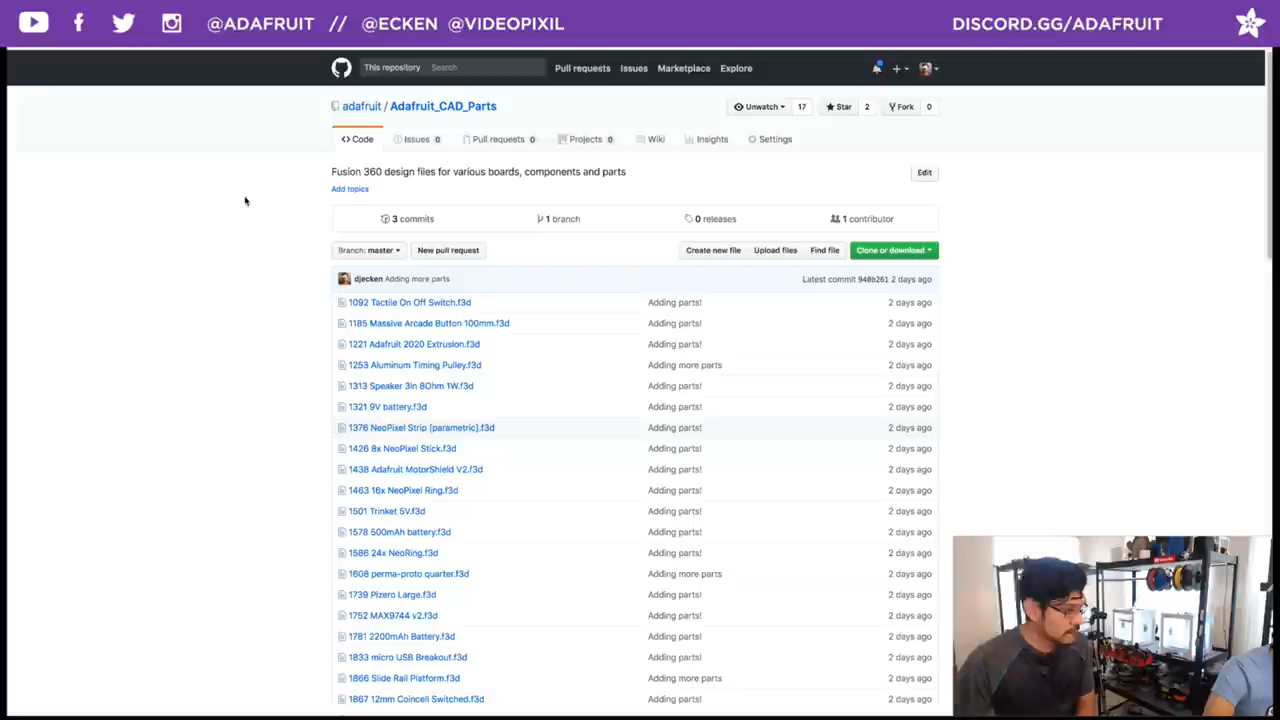 @ADAFRUIT // @ECKEN @VIDEOPIXIL DISCORD.GG/ADAFRUIT
This repository Search Pull requests Issues Marketplace Explore
adafruit / Adafruit_CAD_Parts Unwatch 17 Star 2 Fork 0
Code Issues 0 Pull requests 0 Projects 0 Wiki Insights Settings
Fusion 360 design files for various boards, components and parts Edit
Add topics
3 commits 1 branch 0 releases 1 contributor
Branch: master New pull request Create new file Upload files Find file Clone or download
djecken Adding more parts Latest commit 940b261 2 days ago
1092 Tactile On Off Switch.f3d Adding parts! 2 days ago
1185 Massive Arcade Button 100mm.f3d Adding parts! 2 days ago
1221 Adafruit 2020 Extrusion.f3d Adding parts! 2 days ago
1253 Aluminum Timing Pulley.f3d Adding more parts 2 days ago
1313 Speaker 3in 8Ohm 1W.f3d Adding parts! 2 days ago
1321 9V battery.f3d Adding parts! 2 days ago
1376 NeoPixel Strip [parametric].f3d Adding parts! 2 days ago
1426 8x NeoPixel Stick.f3d Adding parts! 2 days ago
1438 Adafruit MotorShield V2.f3d Adding parts! 2 days ago
1463 16x NeoPixel Ring.f3d Adding parts! 2 days ago
1501 Trinket 5V.f3d Adding parts! 2 days ago
1578 500mAh battery.f3d Adding parts! 2 days ago
1586 24x NeoRing.f3d Adding parts! 2 days ago
1608 perma-proto quarter.f3d Adding more parts 2 days ago
1739 Pizero Large.f3d Adding parts! 2 days ago
1752 MAX9744 v2.f3d Adding parts! 2 days ago
1781 2200mAh Battery.f3d Adding parts! 2 days ago
1833 micro USB Breakout.f3d Adding parts! 2 days ago
1866 Slide Rail Platform.f3d Adding more parts 2 days ago
1867 12mm Coincell Switched.f3d Adding parts! 2 days ago